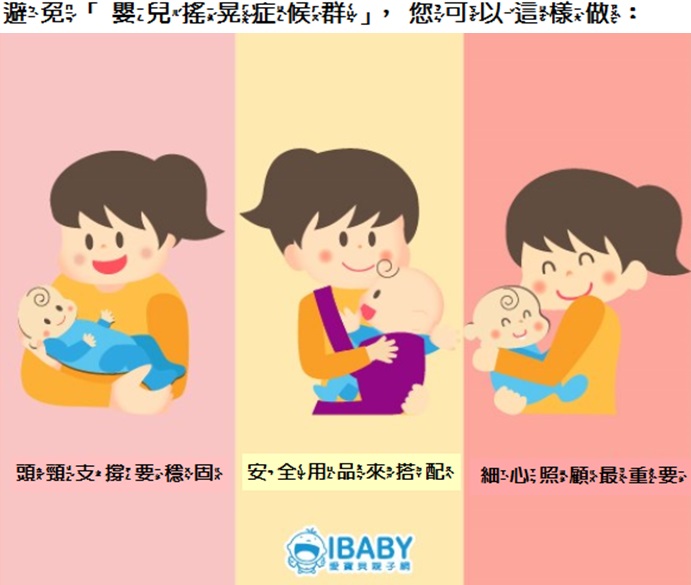 避免「嬰兒搖晃症候群」，您可以這樣做：
頭頸支撐要穩固
安全用品來搭配
細心照顧最重要
IBABY
愛寶貝親子網